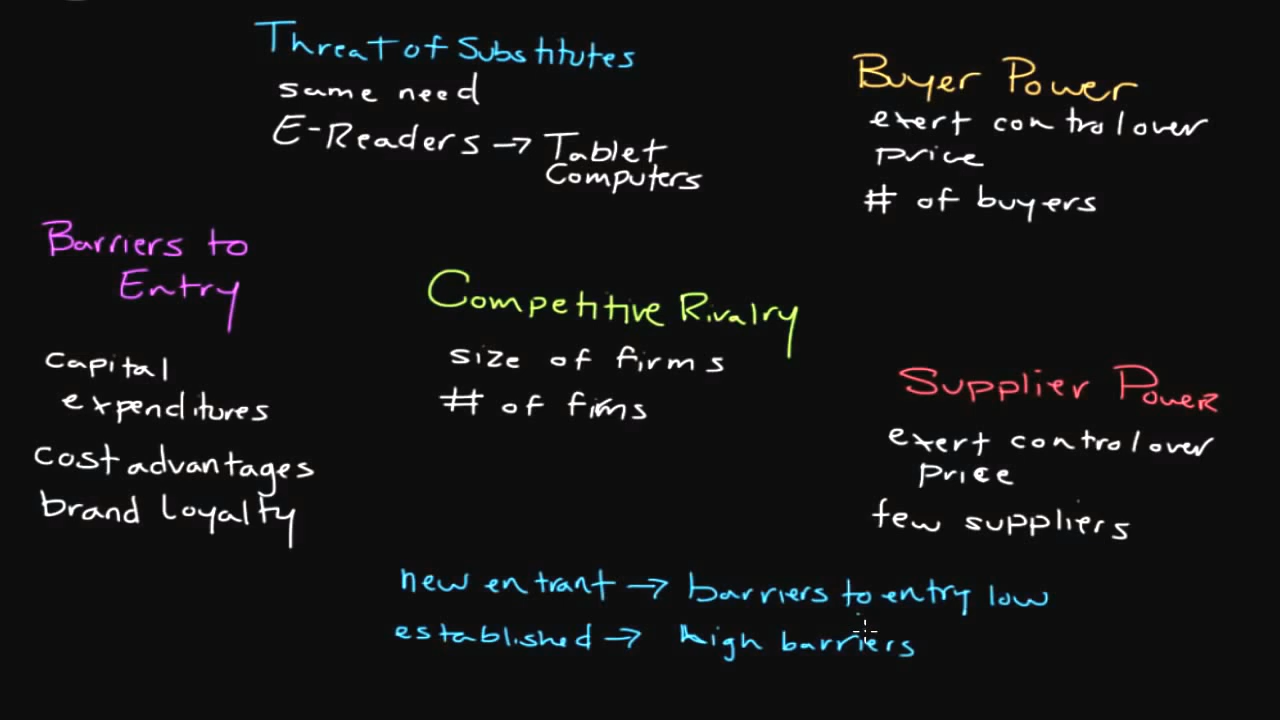 Threat of Substitutes
same need
E-Readers → Tablet
Computers
Buyer Power
exert control over
price
# of buyers
Barriers to
Entry
capital
expenditures
cost advantages
brand loyalty
Competitive Rivalry
size of firms
# of firms
Supplier Power
exert control over
price
few suppliers
new entrant → barriers to entry low
established → high barriers